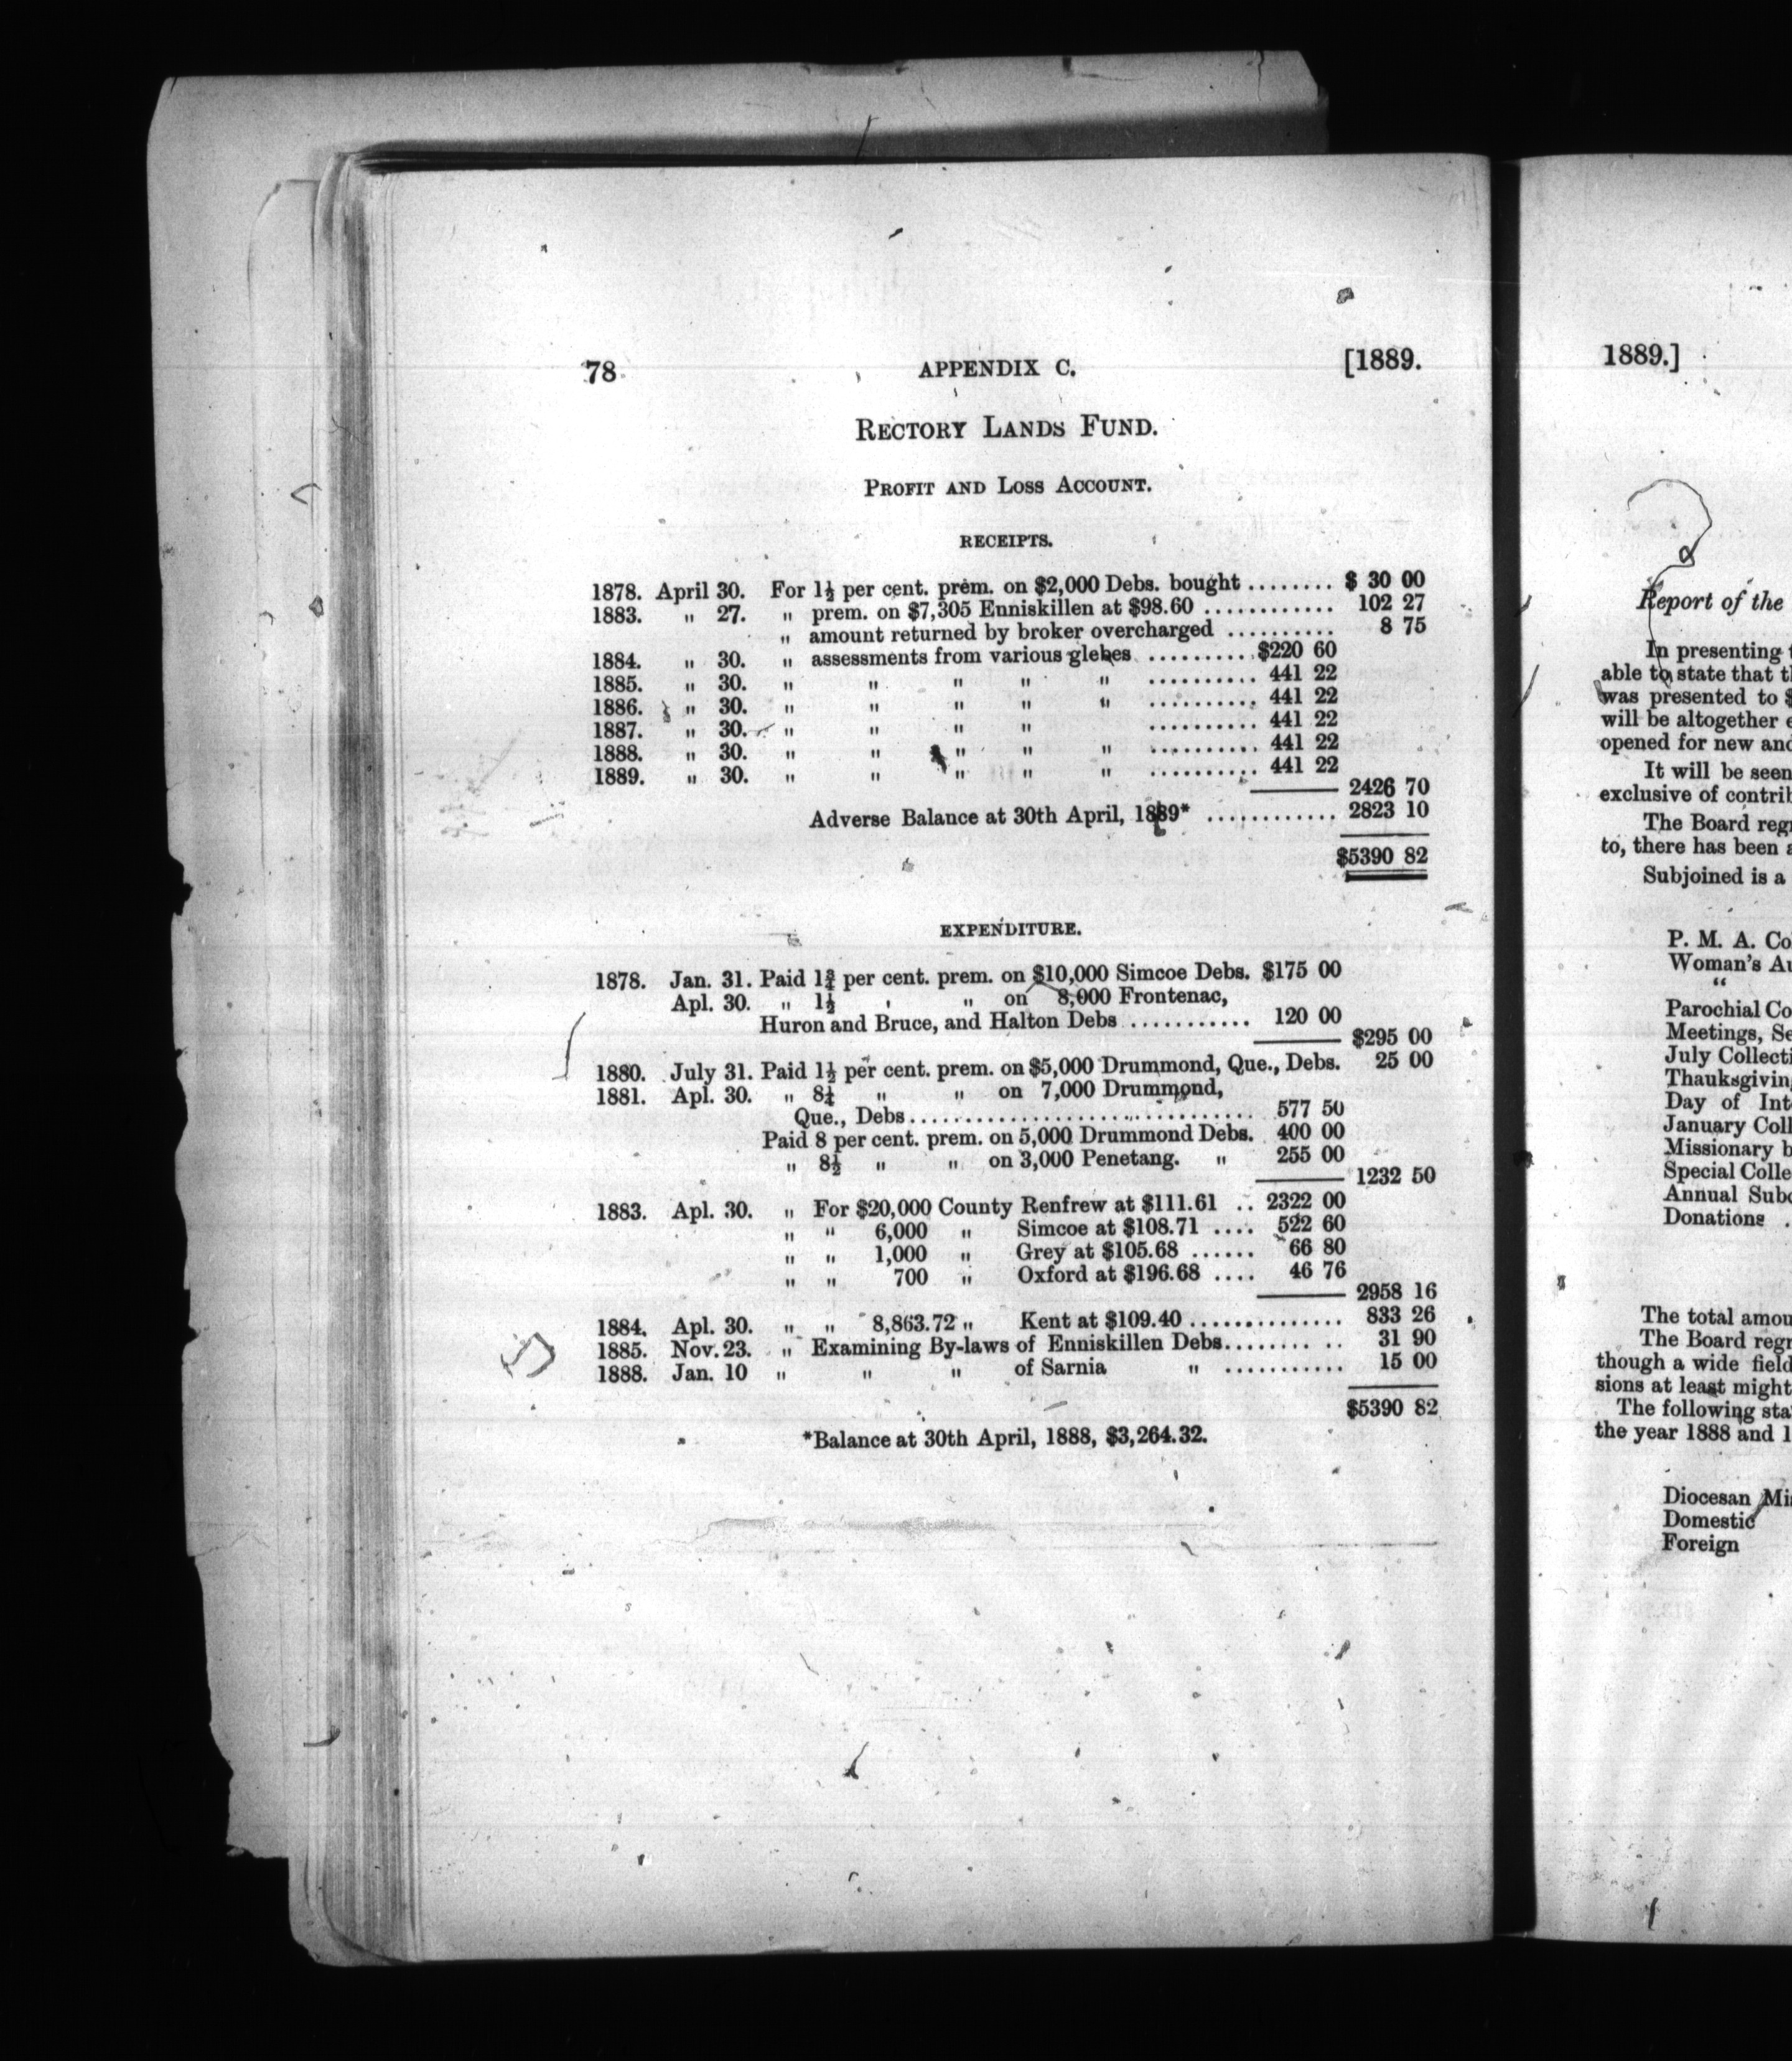 78 APPENDIX C. [1889.
RECTORY LANDS FUND.
PROFIT AND LOSS ACCOUNT.
RECEIPTS.
1878. April 30. For 1½ per cent. prem. on $2,000 Debs. bought ........ $ 30 00
1883. " 27. " prem. on $7,305 Enniskillen at $98.60 ............ 102 27
" amount returned by broker overcharged .......... 8 75
1884. " 30. " assessments from various glebes .......... $220 60
1885. " 30. " " " " " .......... 441 22
1886. " 30. " " " " " .......... 441 22
1887. " 30. " " " " .......... 441 22
1888. " 30. " " " " " .......... 441 22
1889. " 30. " " " " " .......... 441 22
2426 70
Adverse Balance at 30th April, 1889* ............ 2823 10
$5390 82
EXPENDITURE.
1878. Jan. 31. Paid 1¾ per cent. prem. on $10,000 Simcoe Debs. $175 00
Apl. 30. " 1½ ' " on 8,000 Frontenac,
Huron and Bruce, and Halton Debs ........... 120 00
$295 00
1880. July 31. Paid 1½ per cent. prem. on $5,000 Drummond, Que., Debs. 25 00
1881. Apl. 30. " 8¼ " " on 7,000 Drummond,
Que., Debs................................ 577 50
Paid 8 per cent. prem. on 5,000 Drummond Debs. 400 00
" 8½ " " on 3,000 Penetang. " 255 00
1232 50
1883. Apl. 30. " For $20,000 County Renfrew at $111.61 .. 2322 00
" " 6,000 " Simcoe at $108.71 .... 522 60
" " 1,000 " Grey at $105.68 ...... 66 80
" " 700 " Oxford at $196.68 .... 46 76
2958 16
1884. Apl. 30. " " 8,863.72 " Kent at $109.40 .............. 833 26
1885. Nov. 23. " Examining By-laws of Enniskillen Debs........ .. 31 90
1888. Jan. 10 " " " of Sarnia " ........... 15 00
$5390 82
*Balance at 30th April, 1888, $3,264.32.
1889.]
Report of the
In presenting
able to state that
was presented to
will be altogether
opened for new and
It will be seen
exclusive of
The Board
to, there has been a
Subjoined is a
P. M. A.
Woman's
"
Parochial
Meetings,
July
Thauksgiving
Day of
January
Missionary
Special
Annual
Donations .
The total
The Board
though a wide field
sions at least might
The following
the year 1888 and
Diocesan
Domestic
Foreign